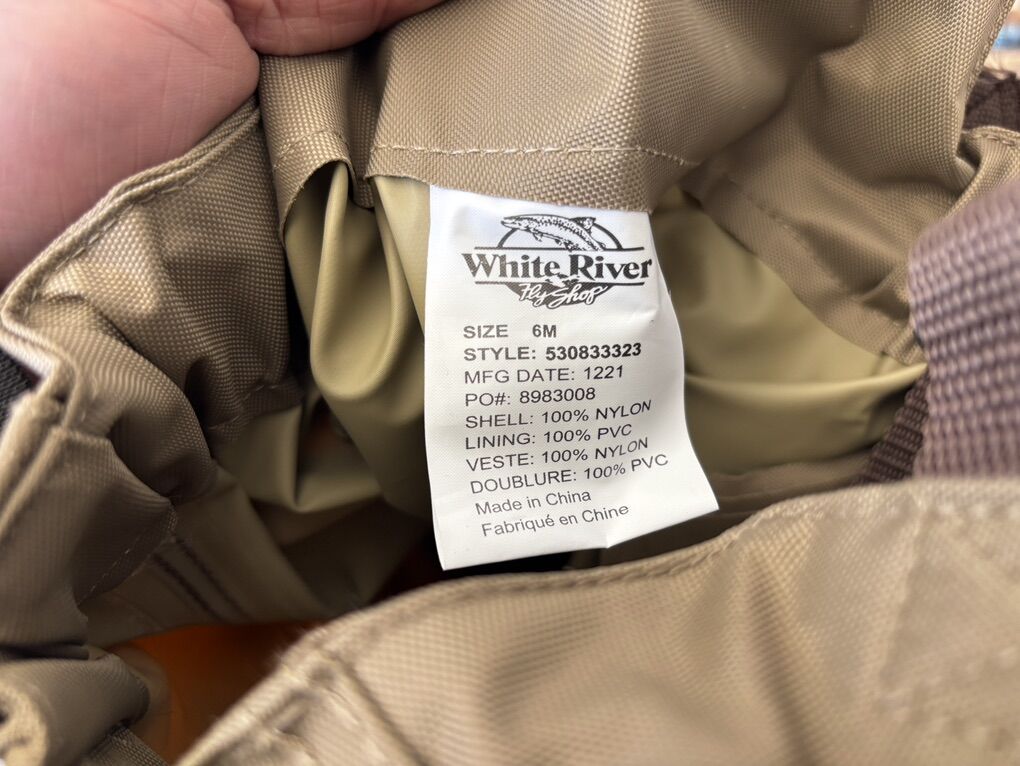 White River
Fly Shop
SIZE 6M
STYLE: 530833323
MFG DATE: 1221
PO#: 8983008
SHELL: 100% NYLON
LINING: 100% PVC
VESTE: 100% NYLON
DOUBLURE: 100% PVC
Made in China
Fabriqué en Chine